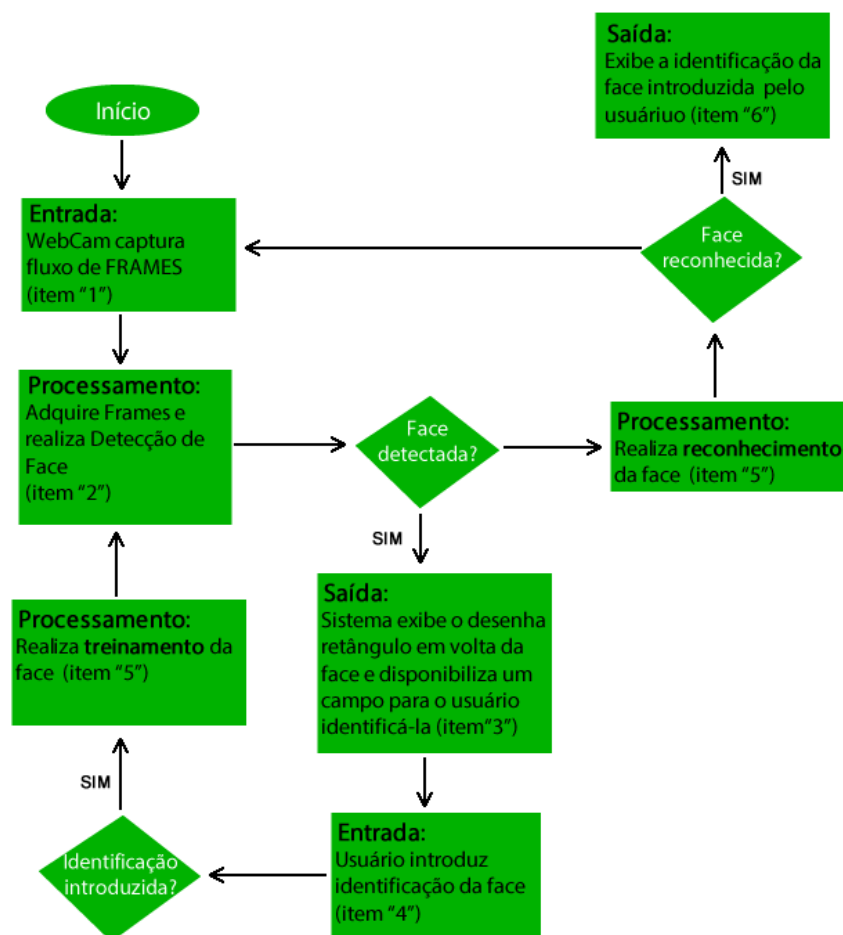 Início
Entrada:
WebCam captura
fluxo de FRAMES
(item "1")
Processamento:
Adquire Frames e
realiza Detecção de
Face
(item "2")
Face
detectada?
SIM
Saída:
Sistema exibe o desenha
retângulo em volta da
face e disponibiliza um
campo para o usuário
identificá-la (item"3")
Entrada:
Usuário introduz
identificação da face
(item "4")
Identificação
introduzida?
SIM
Processamento:
Realiza treinamento da
face (item "5")
Processamento:
Realiza reconhecimento
da face (item "5")
Face
reconhecida?
SIM
Saída:
Exibe a identificação da
face introduzida pelo
usuáriuo (item "6")